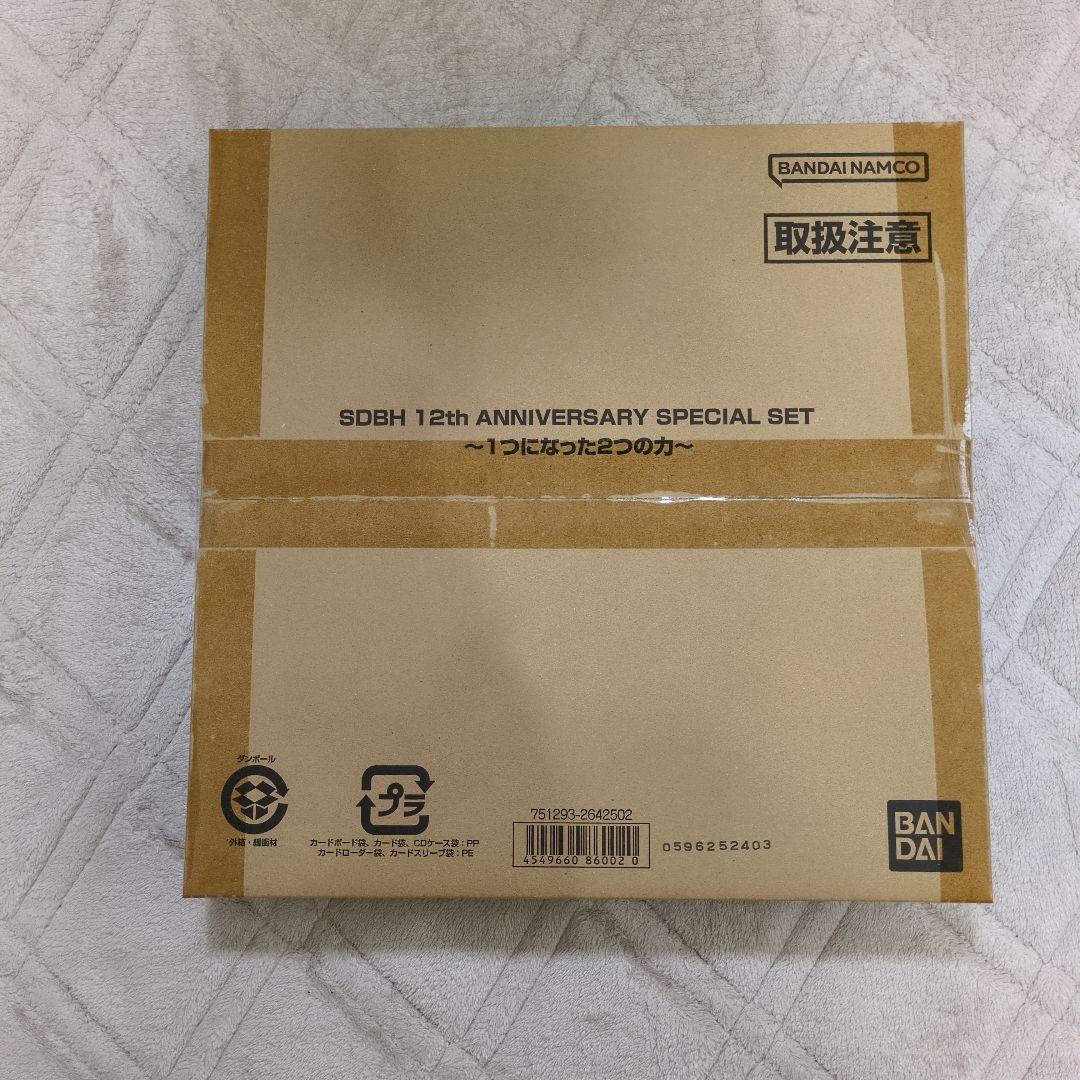 BANDAI NAMCO
取扱注意
SDBH 12th ANNIVERSARY SPECIAL SET
～1つになった2つの力～
ダンボール
外箱・緩衝材
プラ
カードボード袋、カード袋、CDケース袋：PP
カードローダー袋、カードスリーブ袋：PE
751293-2642502
4549660 86002 0
0596252403
BAN
DAI